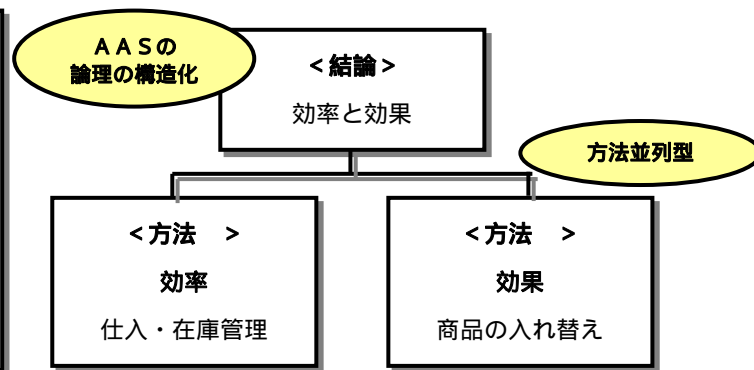 ＡＡＳの
論理の構造化
＜結論＞
効率と効果
方法並列型
＜方法　＞
効率
仕入・在庫管理
＜方法　＞
効果
商品の入れ替え